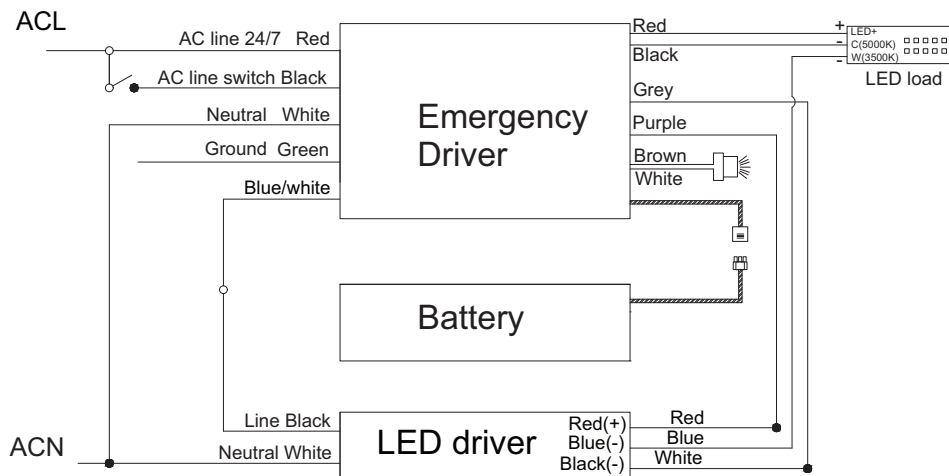 ACL
AC line 24/7 Red
AC line switch Black
Neutral White
Ground Green
Blue/white
Emergency
Driver
Red
Black
Grey
Purple
Brown
White
+
-
-
LED+
C(5000K)
W(3500K)
LED load
Battery
ACN
Line Black
Neutral White
LED driver
Red(+)
Blue(-)
Black(-)
Red
Blue
White